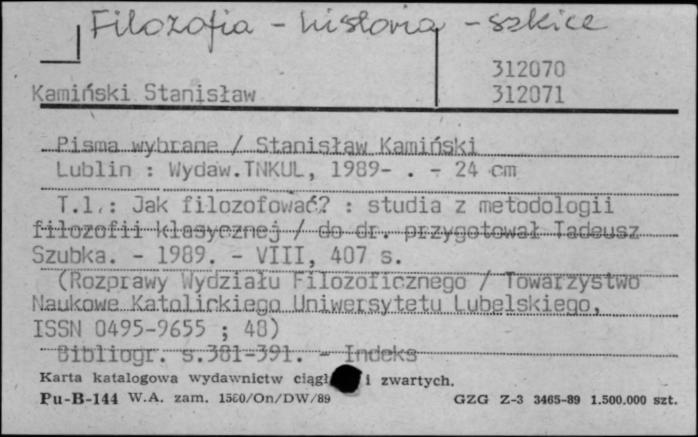 Filozofia - historia - szkice
312070
Kamiński Stanisław 312071
Pisma wybrane / Stanisław Kamiński
Lublin : Wydaw.TNKUL, 1989- . - 24 cm
T.1.: Jak filozofować? : studia z metodologii
filozofii klasycznej / do dr. przygotował Tadeusz
Szubka. - 1989. - VIII, 407 s.
(Rozprawy Wydziału Filozoficznego / Towarzystwo
Naukowe Katolickiego Uniwersytetu Lubelskiego,
ISSN 0495-9655 ; 48)
Bibliogr. s.381-391. - Indeks
Karta katalogowa wydawnictw i zwartych.
Pu-B-144 W.A. zam. 1560/On/DW/89 GZG Z-3 3465-89 1.500.000 szt.